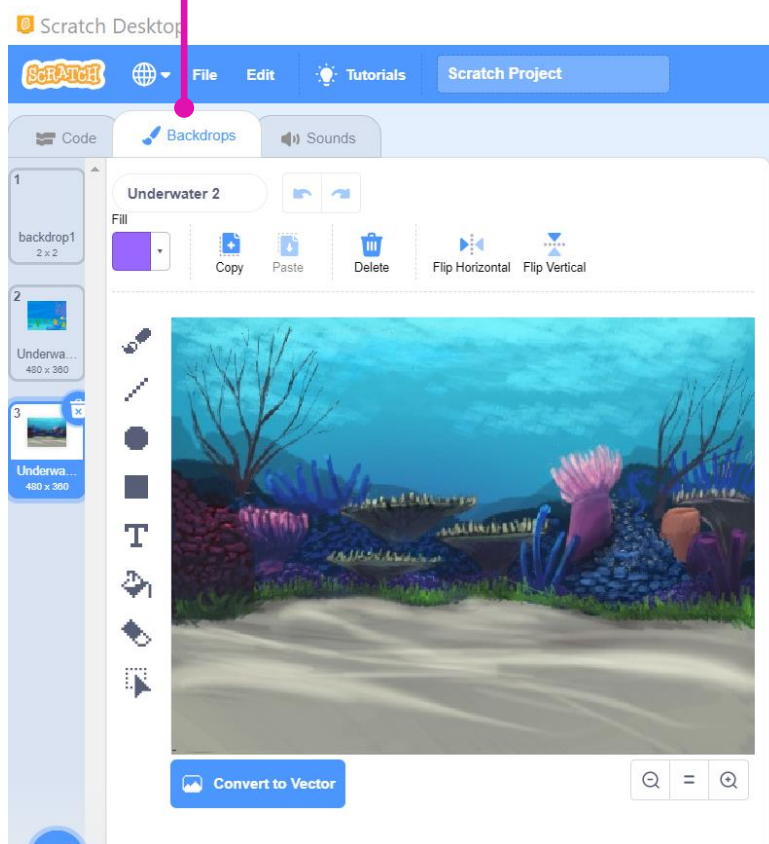 Scratch Desktop
SCRATCH File Edit Tutorials Scratch Project
Code Backdrops Sounds
1
backdrop1
2 x 2
2
Underwa...
480 x 360
3
Underwa...
480 x 360
Underwater 2
Fill
Copy Paste Delete Flip Horizontal Flip Vertical
T
Convert to Vector